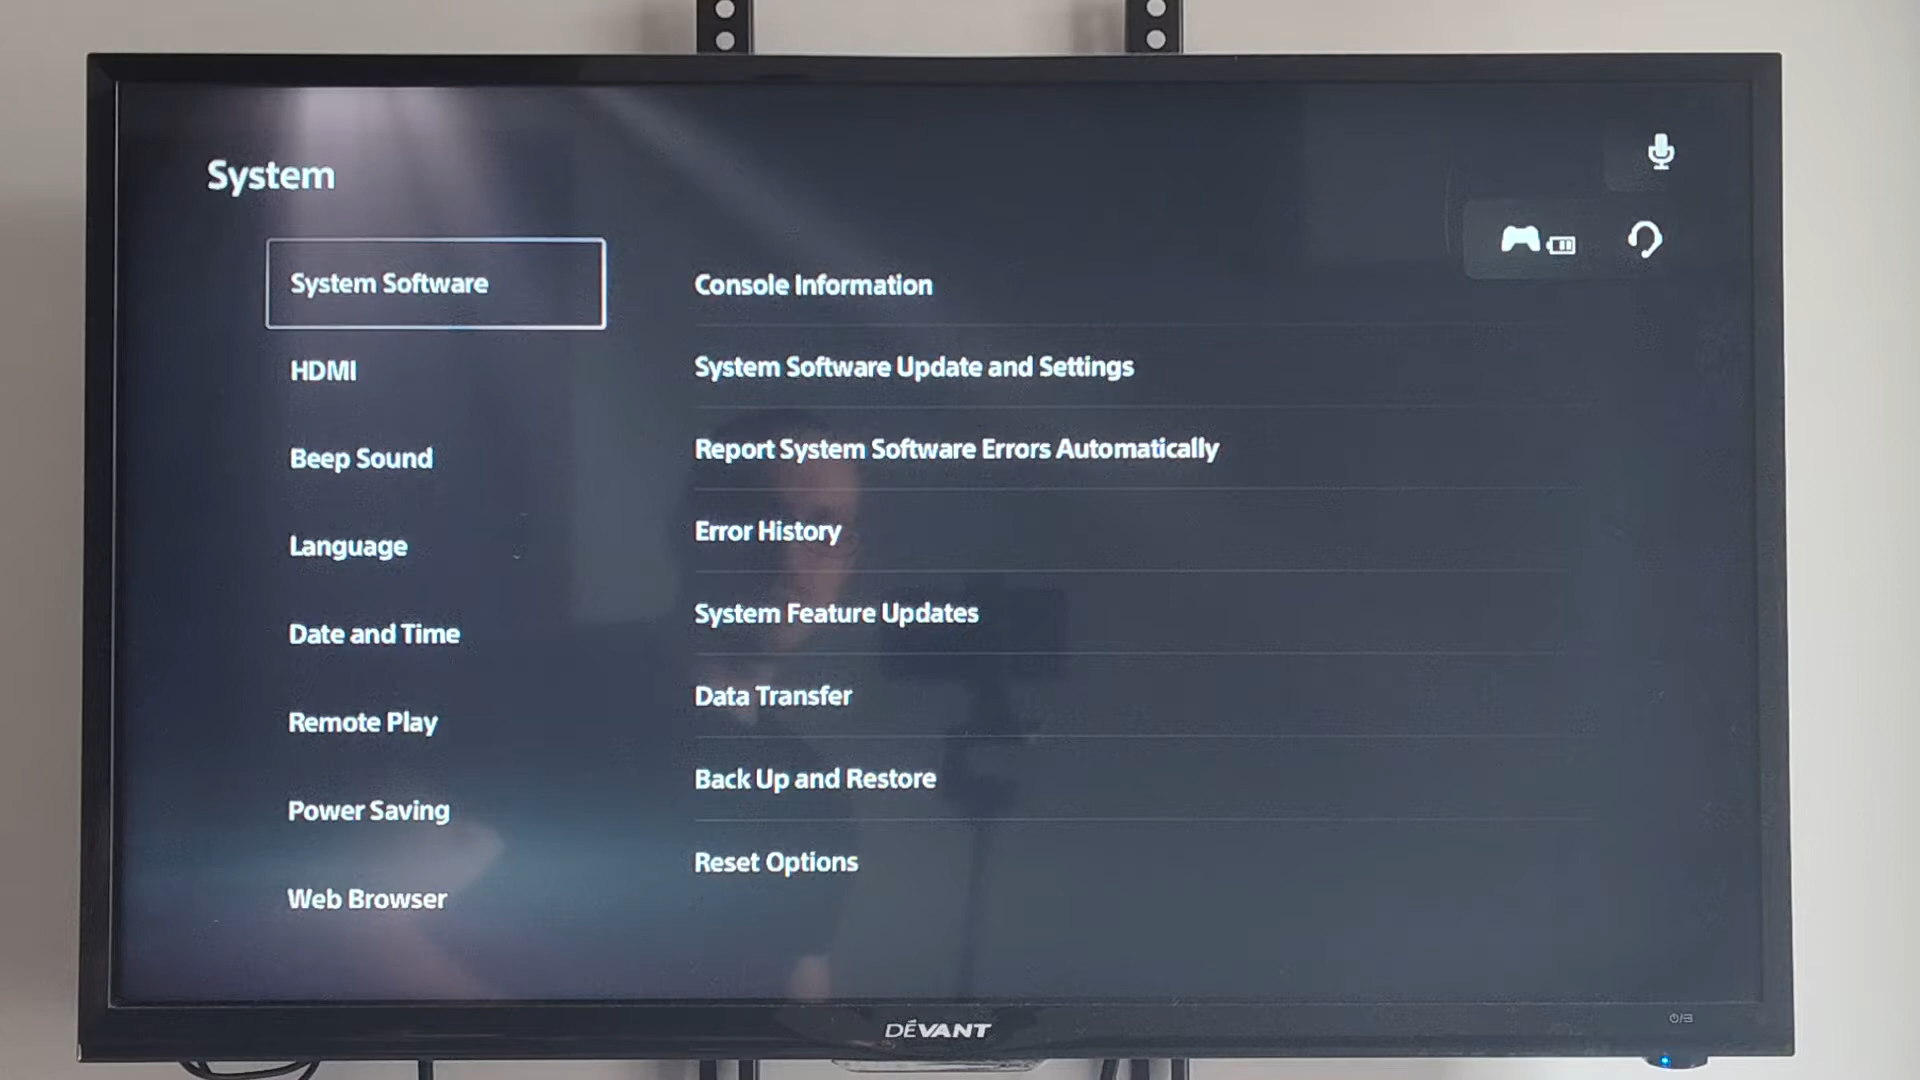 System
System Software
HDMI
Beep Sound
Language
Date and Time
Remote Play
Power Saving
Web Browser
Console Information
System Software Update and Settings
Report System Software Errors Automatically
Error History
System Feature Updates
Data Transfer
Back Up and Restore
Reset Options
DÉVANT